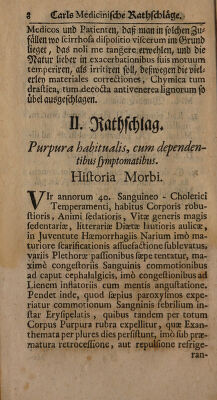 8 Carls Medicinische Rathschläge.
Medicos und Patienten, daß man in solchen Zu-
fällen wo scirrhosa dispositio viscerum im Grund
lieget, das noli me tangere erwehlen, und die
Natur lieber in exacerbationibus suis motuum
temperiren, als irritiren soll, deßwegen die vie-
lerley materiales correctiones, Chymica tum
drastica, tum detecta antivenerea lignorum so
übel ausgeschlagen.
II. Rathschlag.
Purpura habitualis, cum dependen-
tibus symptomatibus.
Historia Morbi.
VIr annorum 40. Sanguineo - Cholerici
Temperamenti, habitus Corporis robu-
stioris, Animi sedatioris, Vitæ generis magis
sedentariæ, literariæ Diætæ lautioris aulicæ,
in Juventute Hæmorrhagiis Narium imò ma-
turiore scarificationis assuefactione sublevatus,
variis Plethoræ passionibus sæpe tentatur, ma-
ximè congestoriis Sanguinis commotionibus
ad caput cephalalgicis, imò congestionibus ad
Lienem inflatoriis cum mentis angustatione.
Pendet inde, quod sæpius paroxysmos expe-
riatur commotionum Sanguinis febrilium in-
star Erysipelatis, quibus tandem per totum
Corpus Purpura rubra expellitur, quæ Exan-
themata per plures dies persistunt, imò sub præ-
matura retrocessione, aut repulsione refrige-
ran-